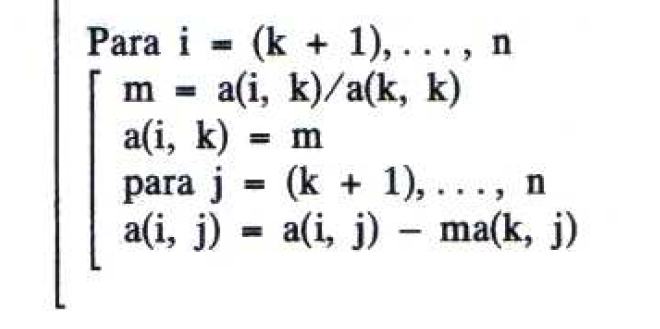 Para i = (k + 1), . . . , n
m = a(i, k)/a(k, k)
a(i, k) = m
para j = (k + 1), . . . , n
a(i, j) = a(i, j) – ma(k, j)